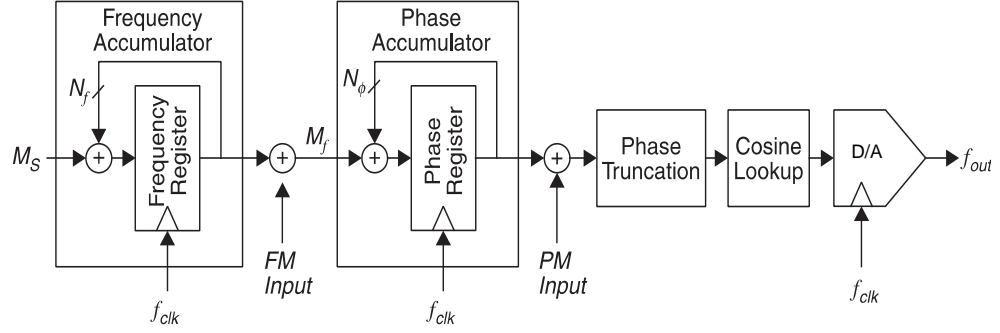 Frequency
Accumulator
N_f
M_S
+
Frequency
Register
f_clk
+
FM
Input
M_f
Phase
Accumulator
N_ϕ
+
Phase
Register
f_clk
+
PM
Input
Phase
Truncation
Cosine
Lookup
D/A
f_clk
f_out